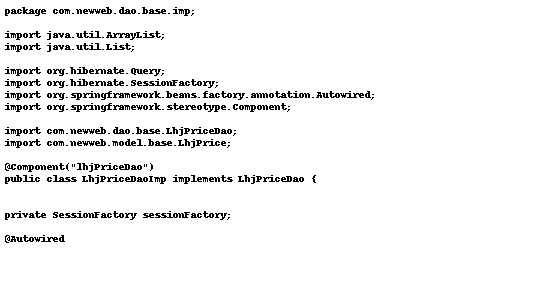 package com.newweb.dao.base.imp;
import java.util.ArrayList;
import java.util.List;
import org.hibernate.Query;
import org.hibernate.SessionFactory;
import org.springframework.beans.factory.annotation.Autowired;
import org.springframework.stereotype.Component;
import com.newweb.dao.base.LhjPriceDao;
import com.newweb.model.base.LhjPrice;
@Component("lhjPriceDao")
public class LhjPriceDaoImp implements LhjPriceDao {
private SessionFactory sessionFactory;
@Autowired